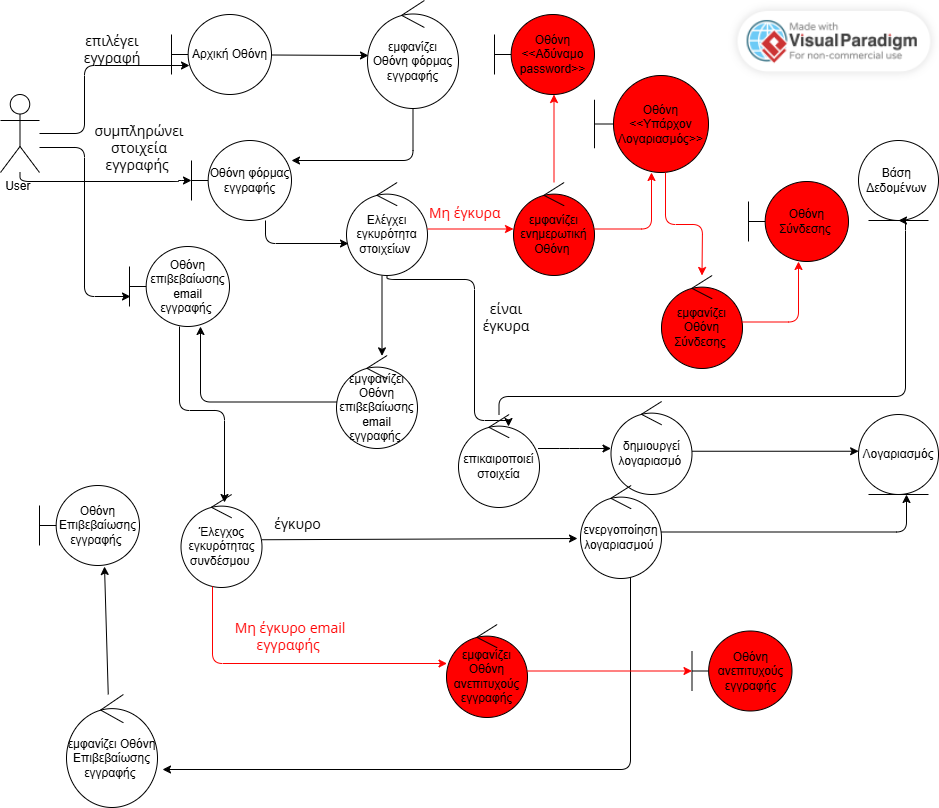 Made with
VisualParadigm
For non-commercial use
επιλέγει
εγγραφή
Αρχική Οθόνη
εμφανίζει
Οθόνη φόρμας
εγγραφής
Οθόνη
<<Αδύναμο
password>>
Οθόνη
<<Υπάρχον
Λογαριασμός>>
User
συμπληρώνει
στοιχεία
εγγραφής
Οθόνη φόρμας
εγγραφής
Βάση
Δεδομένων
Ελέγχει
εγκυρότητα
στοιχείων
Μη έγκυρα
εμφανίζει
ενημερωτική
Οθόνη
Οθόνη
Σύνδεσης
Οθόνη
επιβεβαίωσης
email
εγγραφής
είναι
έγκυρα
εμφανίζει
Οθόνη
Σύνδεσης
εμγφανίζει
Οθόνη
επιβεβαίωσης
email
εγγραφής
επικαιροποιεί
στοιχεία
δημιουργεί
λογαριασμό
Λογαριασμός
Οθόνη
Επιβεβαίωσης
εγγραφής
Έλεγχος
εγκυρότητας
συνδέσμου
έγκυρο
ενεργοποίηση
λογαριασμού
Μη έγκυρο email
εγγραφής
εμφανίζει
Οθόνη
ανεπιτυχούς
εγγραφής
Οθόνη
ανεπιτυχούς
εγγραφής
εμφανίζει Οθόνη
Επιβεβαίωσης
εγγραφής